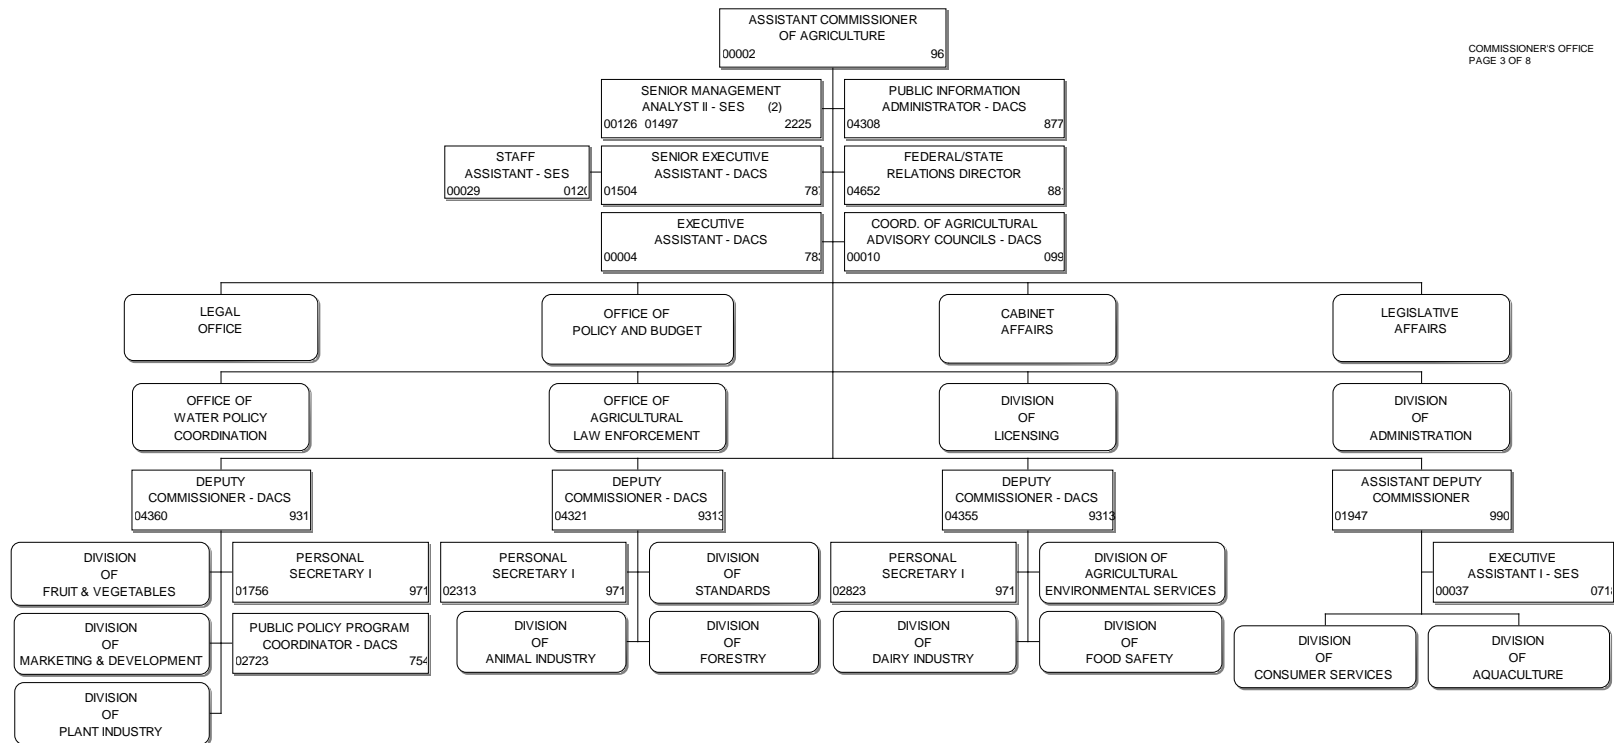 ASSISTANT COMMISSIONER
OF AGRICULTURE
00002 96
COMMISSIONER'S OFFICE
PAGE 3 OF 8
SENIOR MANAGEMENT
ANALYST II - SES (2)
00126 01497 2225
PUBLIC INFORMATION
ADMINISTRATOR - DACS
04308 877
STAFF
ASSISTANT - SES
00029 012
SENIOR EXECUTIVE
ASSISTANT - DACS
01504 78
FEDERAL/STATE
RELATIONS DIRECTOR
04652 88
EXECUTIVE
ASSISTANT - DACS
00004 78
COORD. OF AGRICULTURAL
ADVISORY COUNCILS - DACS
00010 099
LEGAL
OFFICE
OFFICE OF
POLICY AND BUDGET
CABINET
AFFAIRS
LEGISLATIVE
AFFAIRS
OFFICE OF
WATER POLICY
COORDINATION
OFFICE OF
AGRICULTURAL
LAW ENFORCEMENT
DIVISION
OF
LICENSING
DIVISION
OF
ADMINISTRATION
DEPUTY
COMMISSIONER - DACS
04360 931
DEPUTY
COMMISSIONER - DACS
04321 9313
DEPUTY
COMMISSIONER - DACS
04355 9313
ASSISTANT DEPUTY
COMMISSIONER
01947 990
DIVISION
OF
FRUIT & VEGETABLES
PERSONAL
SECRETARY I
01756 971
PERSONAL
SECRETARY I
02313 971
DIVISION
OF
STANDARDS
PERSONAL
SECRETARY I
02823 971
DIVISION OF
AGRICULTURAL
ENVIRONMENTAL SERVICES
EXECUTIVE
ASSISTANT I - SES
00037 071
DIVISION
OF
MARKETING & DEVELOPMENT
PUBLIC POLICY PROGRAM
COORDINATOR - DACS
02723 754
DIVISION
OF
ANIMAL INDUSTRY
DIVISION
OF
FORESTRY
DIVISION
OF
DAIRY INDUSTRY
DIVISION
OF
FOOD SAFETY
DIVISION
OF
CONSUMER SERVICES
DIVISION
OF
AQUACULTURE
DIVISION
OF
PLANT INDUSTRY